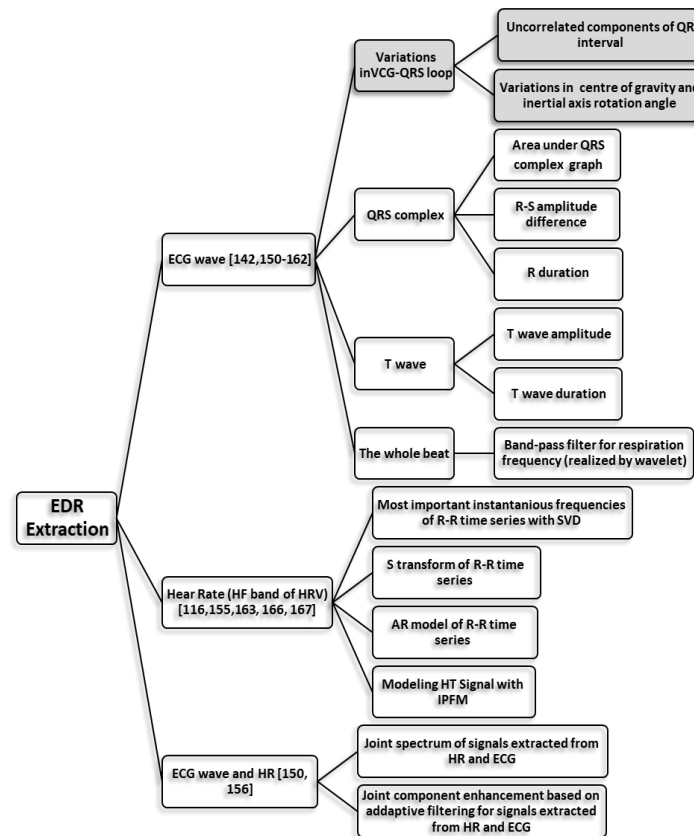 Uncorrelated components of QR
interval
Variations
inVCG-QRS loop
Variations in centre of gravity and
inertial axis rotation angle
Area under QRS
complex graph
QRS complex
R-S amplitude
difference
R duration
ECG wave [142,150-162]
T wave amplitude
T wave
T wave duration
The whole beat
Band-pass filter for respiration
frequency (realized by wavelet)
EDR
Extraction
Most important instantanious frequencies
of R-R time series with SVD
S transform of R-R time
series
Hear Rate (HF band of HRV)
[116,155,163, 166, 167]
AR model of R-R time
series
Modeling HT Signal with
IPFM
Joint spectrum of signals extracted from
HR and ECG
ECG wave and HR [150,
156]
Joint component enhancement based on
addaptive filtering for signals extracted
from HR and ECG